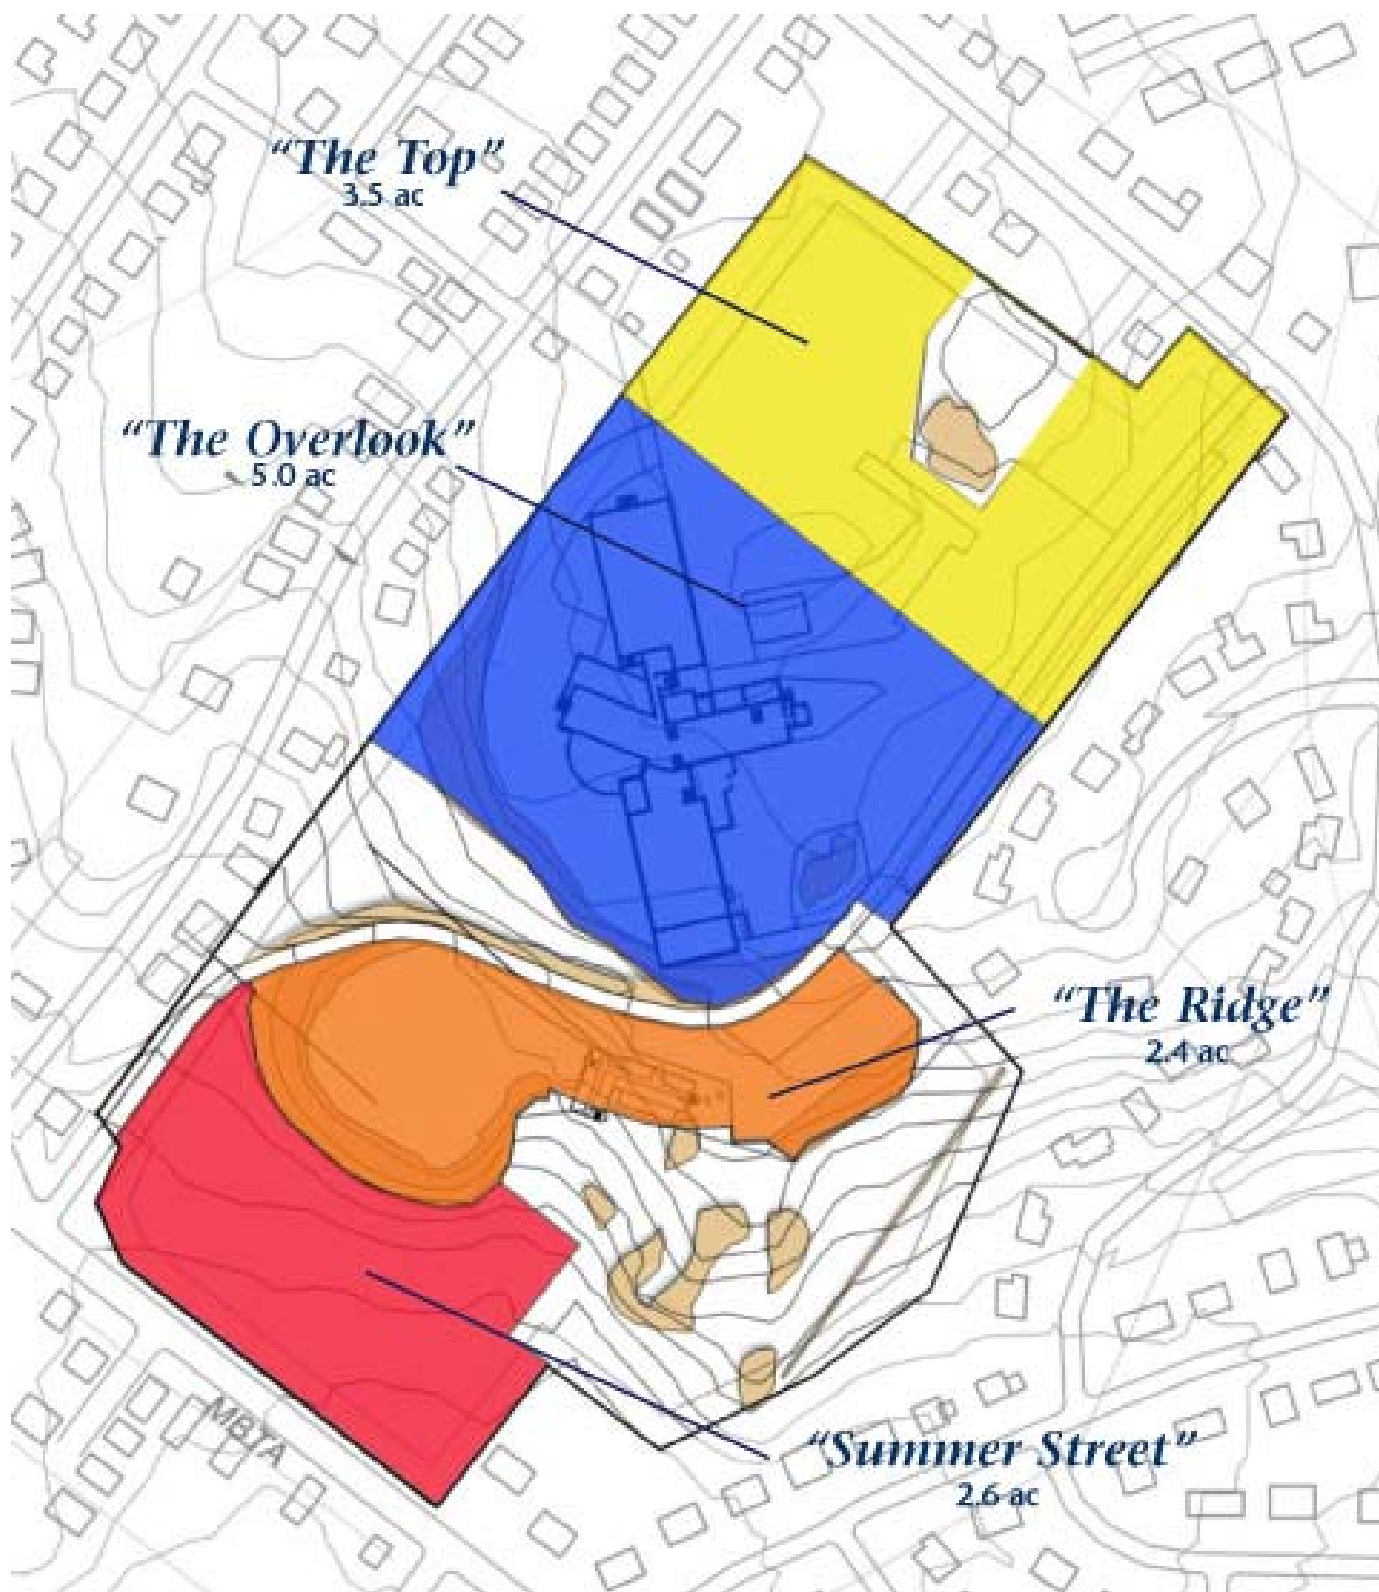 “The Top”
3.5 ac
“The Overlook”
5.0 ac
“The Ridge”
2.4 ac
MBTA
“Summer Street”
2.6 ac